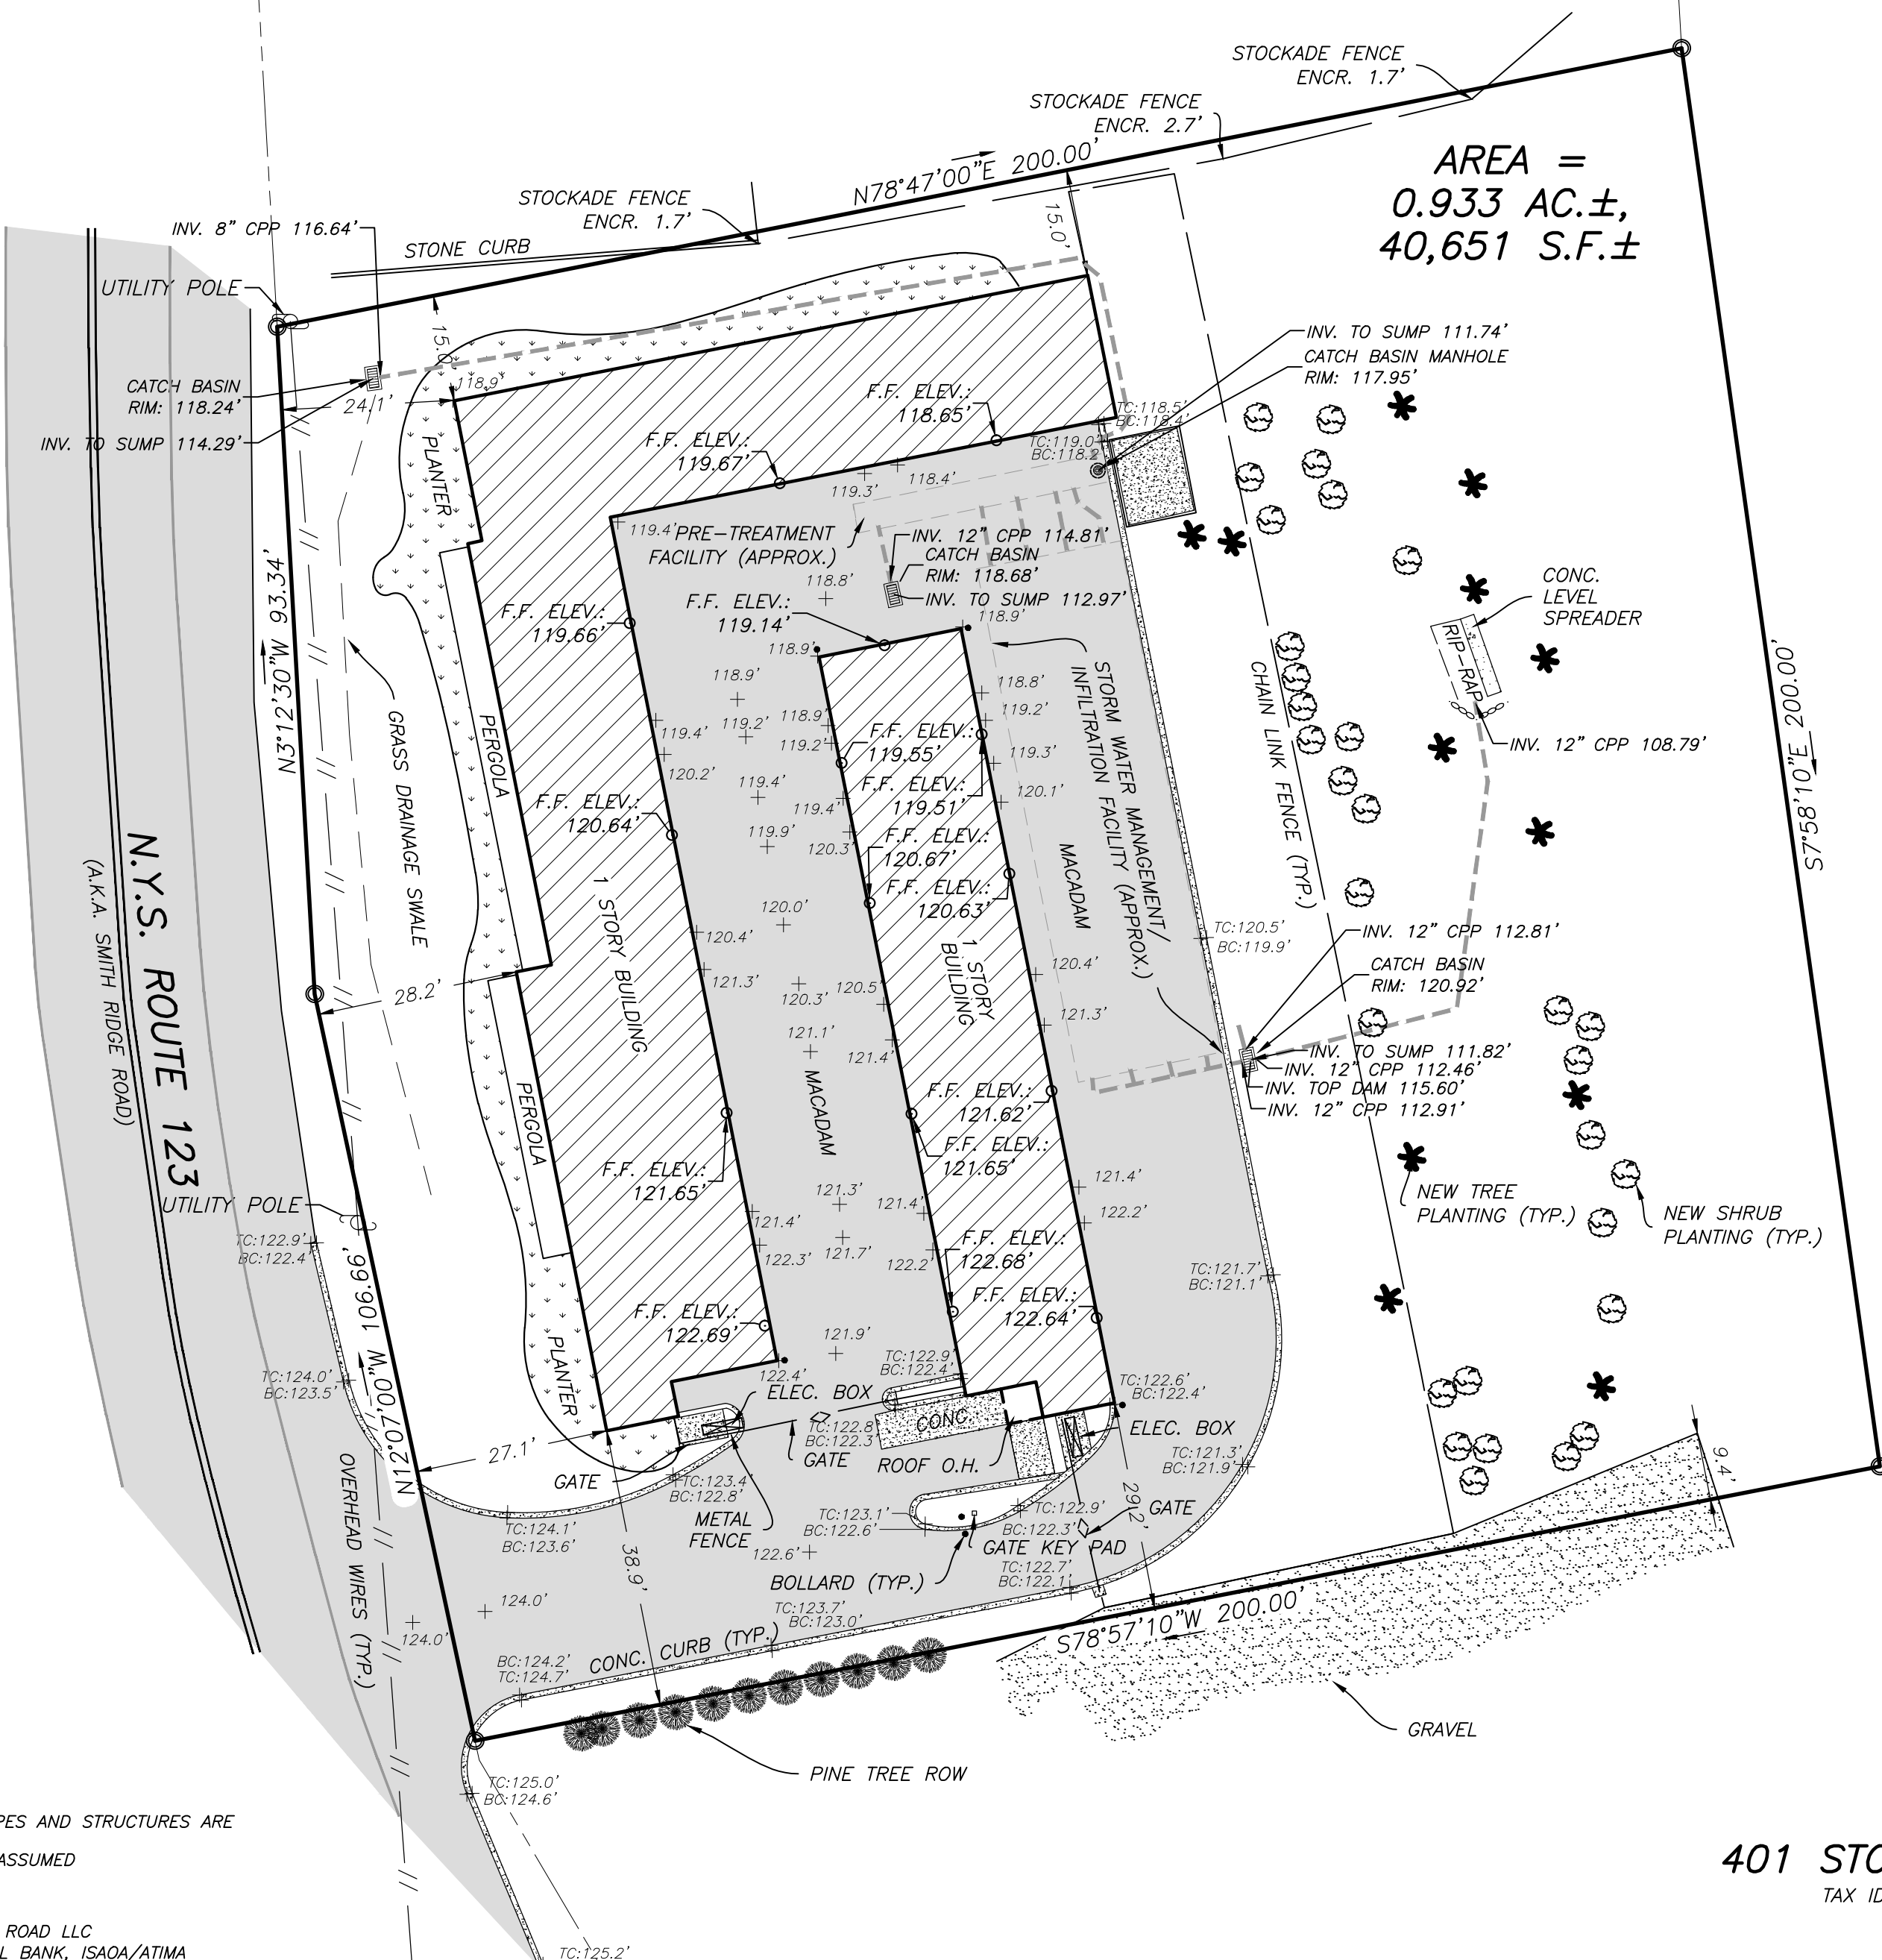 STOCKADE FENCE
ENCR. 1.7'
STOCKADE FENCE
ENCR. 2.7'
N78°47'00"E 200.00'
AREA =
0.933 AC.±,
40,651 S.F.±
STOCKADE FENCE
ENCR. 1.7'
INV. 8" CPP 116.64'
STONE CURB
UTILITY POLE
15.0'
15.0'
CATCH BASIN
RIM: 118.24'
INV. TO SUMP 114.29'
24.1'
118.9'
INV. TO SUMP 111.74'
CATCH BASIN MANHOLE
RIM: 117.95'
F.F. ELEV.:
118.65'
TC:118.5'
BC:118.4'
TC:119.0'
BC:118.2'
F.F. ELEV.:
119.67'
119.3'
118.4'
119.4'
PLANTER
PRE-TREATMENT
FACILITY (APPROX.)
INV. 12" CPP 114.81'
CATCH BASIN
RIM: 118.68'
INV. TO SUMP 112.97'
118.8'
F.F. ELEV.:
119.14'
118.9'
118.9'
F.F. ELEV.:
119.66'
CONC.
LEVEL
SPREADER
RIP-RAP
INV. 12" CPP 108.79'
N3°12'30"W 93.34'
S7°58'10"E 200.00'
GRASS DRAINAGE SWALE
PERGOLA
118.9'
119.4'
119.2'
118.9'
119.2'
120.2'
119.4'
119.4'
119.9'
120.3'
F.F. ELEV.:
119.55'
F.F. ELEV.:
119.51'
118.8'
119.2'
119.3'
120.1'
STORM WATER MANAGEMENT/
INFILTRATION FACILITY (APPROX.)
MACADAM
CHAIN LINK FENCE (TYP.)
F.F. ELEV.:
120.64'
F.F. ELEV.:
120.67'
F.F. ELEV.:
120.63'
N.Y.S. ROUTE 123
(A.K.A. SMITH RIDGE ROAD)
1 STORY BUILDING
1 STORY
BUILDING
120.0'
120.4'
121.3'
120.3'
120.5'
121.1'
121.4'
120.4'
121.3'
TC:120.5'
BC:119.9'
INV. 12" CPP 112.81'
CATCH BASIN
RIM: 120.92'
INV. TO SUMP 111.82'
INV. 12" CPP 112.46'
INV. TOP DAM 115.60'
INV. 12" CPP 112.91'
28.2'
PERGOLA
MACADAM
F.F. ELEV.:
121.62'
F.F. ELEV.:
121.65'
F.F. ELEV.:
121.65'
UTILITY POLE
TC:122.9'
BC:122.4'
121.3'
121.4'
121.4'
122.3'
121.7'
122.2'
121.4'
122.2'
NEW TREE
PLANTING (TYP.)
NEW SHRUB
PLANTING (TYP.)
TC:121.7'
BC:121.1'
F.F. ELEV.:
122.68'
F.F. ELEV.:
122.64'
F.F. ELEV.:
122.69'
N12°07'00"W 106.66'
121.9'
TC:122.9'
BC:122.4'
TC:124.0'
BC:123.5'
PLANTER
122.4'
ELEC. BOX
TC:122.8'
BC:122.3'
CONC.
TC:122.6'
BC:122.4'
ELEC. BOX
GATE
ROOF O.H.
TC:121.3'
BC:121.9'
27.1'
GATE
TC:123.4'
BC:122.8'
METAL
FENCE
9.4'
OVERHEAD WIRES (TYP.)
TC:124.1'
BC:123.6'
TC:123.1'
BC:122.6'
TC:122.9'
BC:122.3'
GATE
29.2'
GATE KEY PAD
38.9'
122.6'
BOLLARD (TYP.)
TC:122.7'
BC:122.1'
124.0'
124.0'
TC:123.7'
BC:123.0'
S78°57'10"W 200.00'
CONC. CURB (TYP.)
BC:124.2'
TC:124.7'
GRAVEL
PINE TREE ROW
TC:125.0'
BC:124.6'
PES AND STRUCTURES ARE
ASSUMED
401 STO
TAX ID
ROAD LLC
L BANK, ISAOA/ATIMA
TC:125.2'